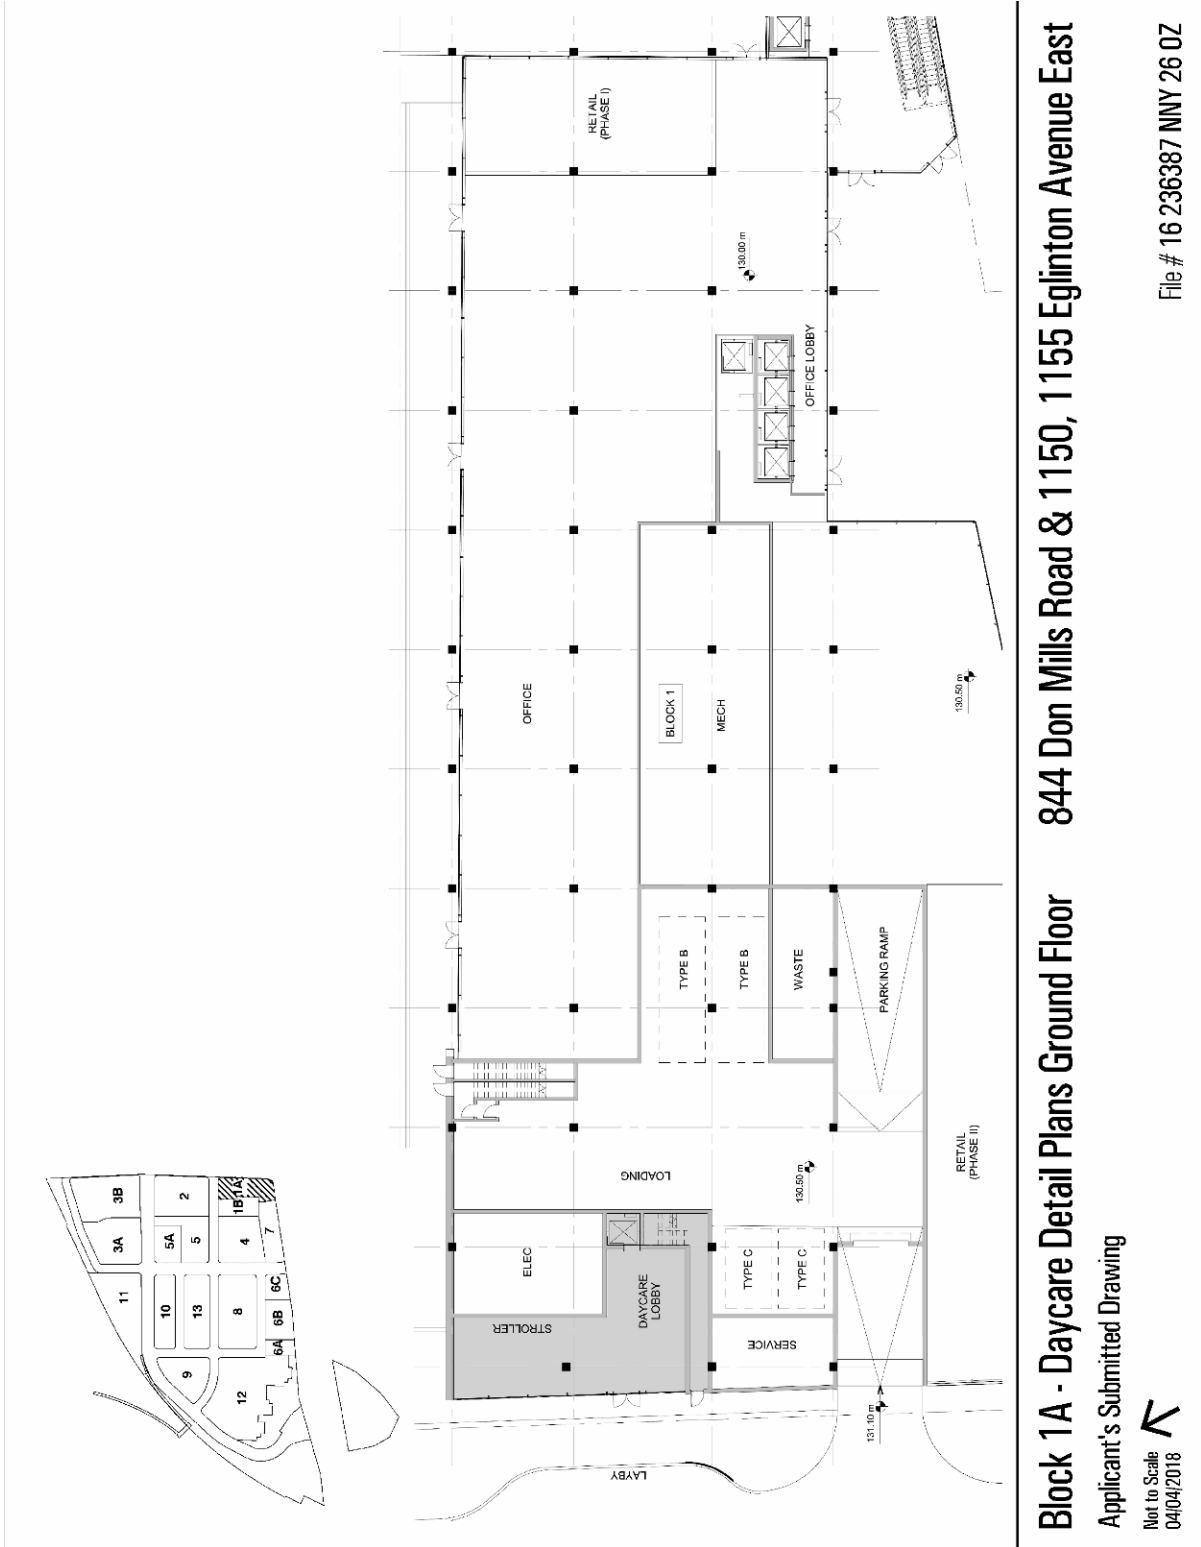 3A
3B
11
5A
2
5
1B
1A
4
7
10
13
8
6C
6B
6A
9
12
RETAIL
(PHASE I)
130.00 m
OFFICE LOBBY
OFFICE
BLOCK 1
MECH
130.50 m
TYPE B
TYPE B
WASTE
PARKING RAMP
LOADING
130.50 m
RETAIL
(PHASE II)
ELEC
STROLLER
DAYCARE
LOBBY
TYPE C
TYPE C
SERVICE
131.10 m
LAYBY
Block 1A - Daycare Detail Plans Ground Floor
844 Don Mills Road & 1150, 1155 Eglinton Avenue East
Applicant's Submitted Drawing
Not to Scale
04/04/2018
File # 16 236387 NNY 26 OZ